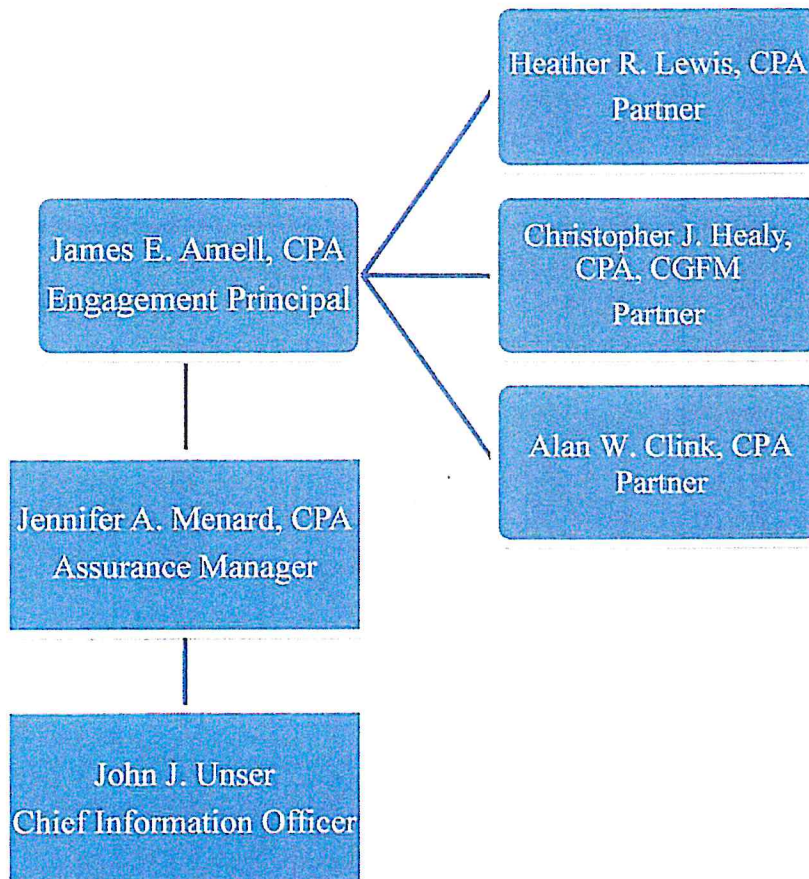 Heather R. Lewis, CPA
Partner
James E. Amell, CPA
Engagement Principal
Christopher J. Healy,
CPA, CGFM
Partner
Alan W. Clink, CPA
Partner
Jennifer A. Menard, CPA
Assurance Manager
John J. Unser
Chief Information Officer